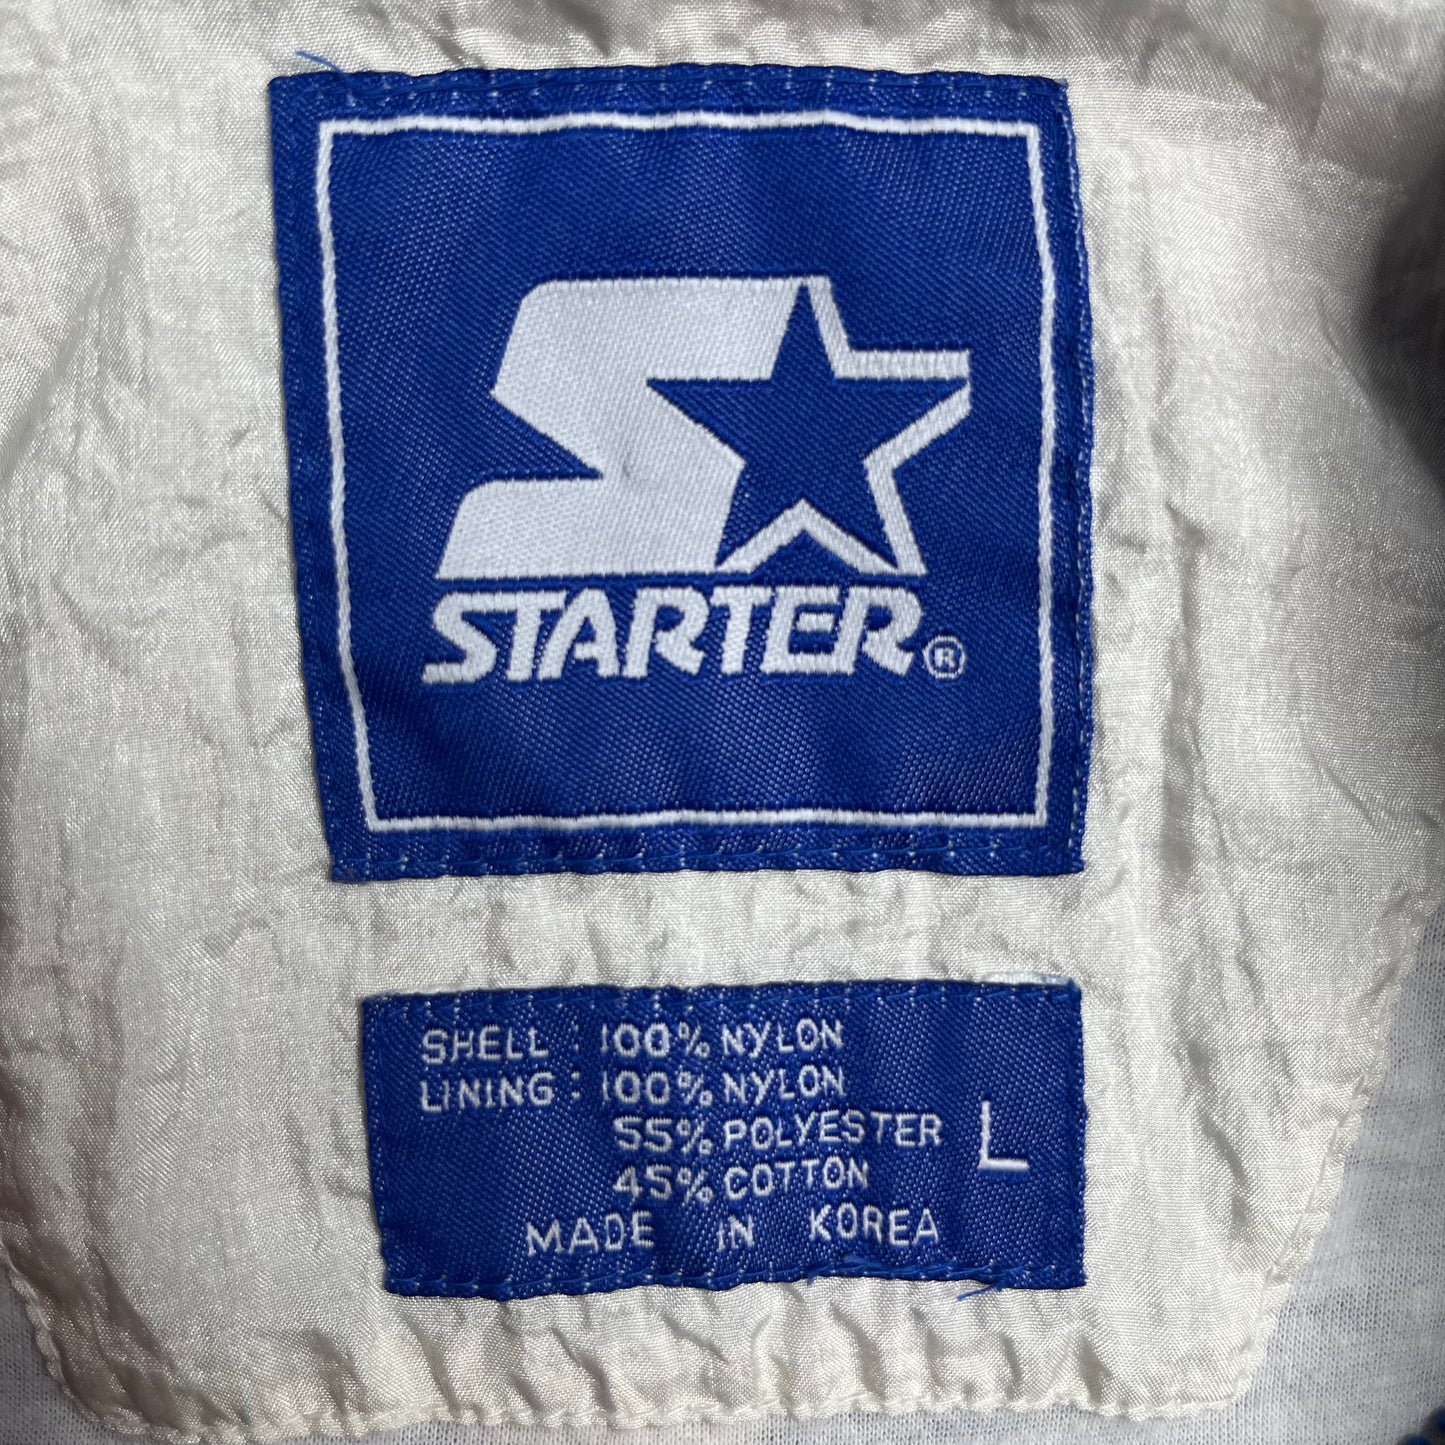 STARTER®
SHELL : 100% NYLON
LINING : 100% NYLON
55% POLYESTER
45% COTTON
L
MADE IN KOREA